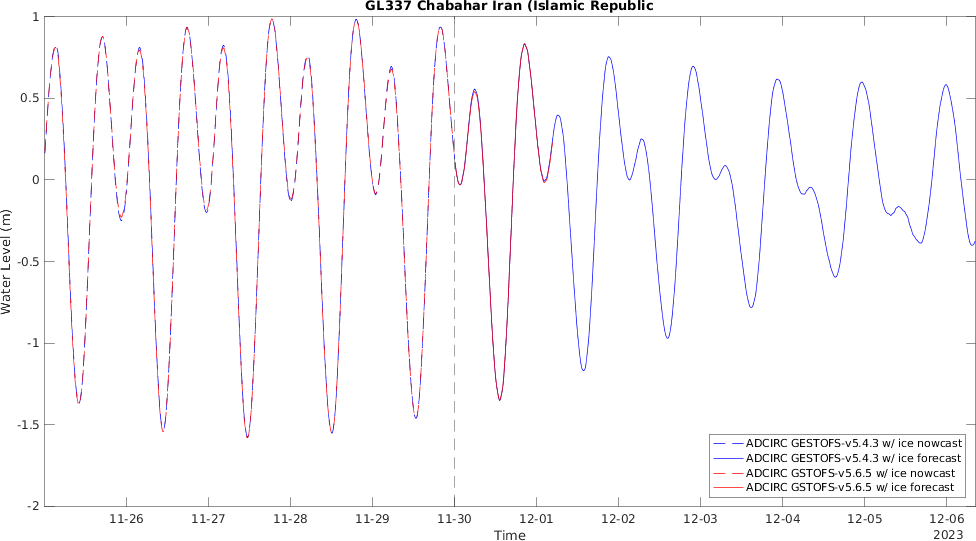 GL337 Chabahar Iran (Islamic Republic
1
0.5
0
-0.5
-1
-1.5
-2
Water Level (m)
11-26 11-27 11-28 11-29 11-30 12-01 12-02 12-03 12-04 12-05 12-06
2023
Time
ADCIRC GESTOFS-v5.4.3 w/ ice nowcast
ADCIRC GESTOFS-v5.4.3 w/ ice forecast
ADCIRC GSTOFS-v5.6.5 w/ ice nowcast
ADCIRC GSTOFS-v5.6.5 w/ ice forecast